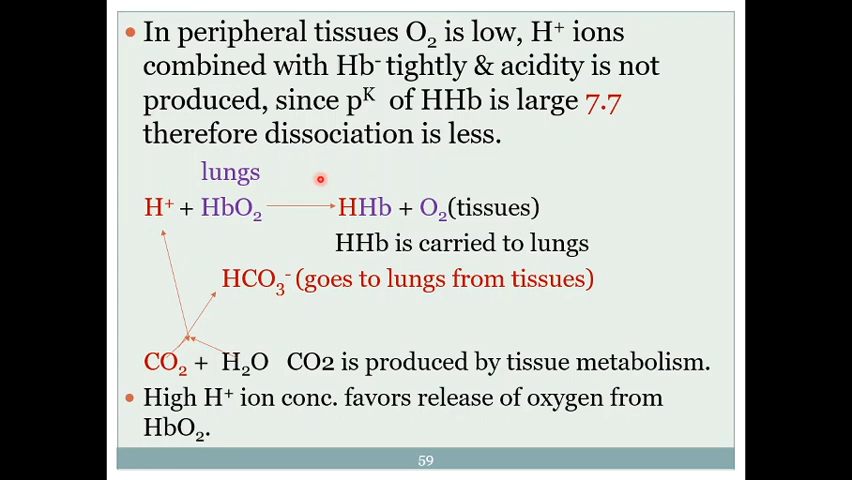 • In peripheral tissues O₂ is low, H⁺ ions
combined with Hb⁻ tightly & acidity is not
produced, since pᴷ of HHb is large 7.7
therefore dissociation is less.
lungs
H⁺ + HbO₂ → HHb + O₂(tissues)
HHb is carried to lungs
HCO₃⁻ (goes to lungs from tissues)
CO₂ + H₂O CO2 is produced by tissue metabolism.
• High H⁺ ion conc. favors release of oxygen from
HbO₂.
59